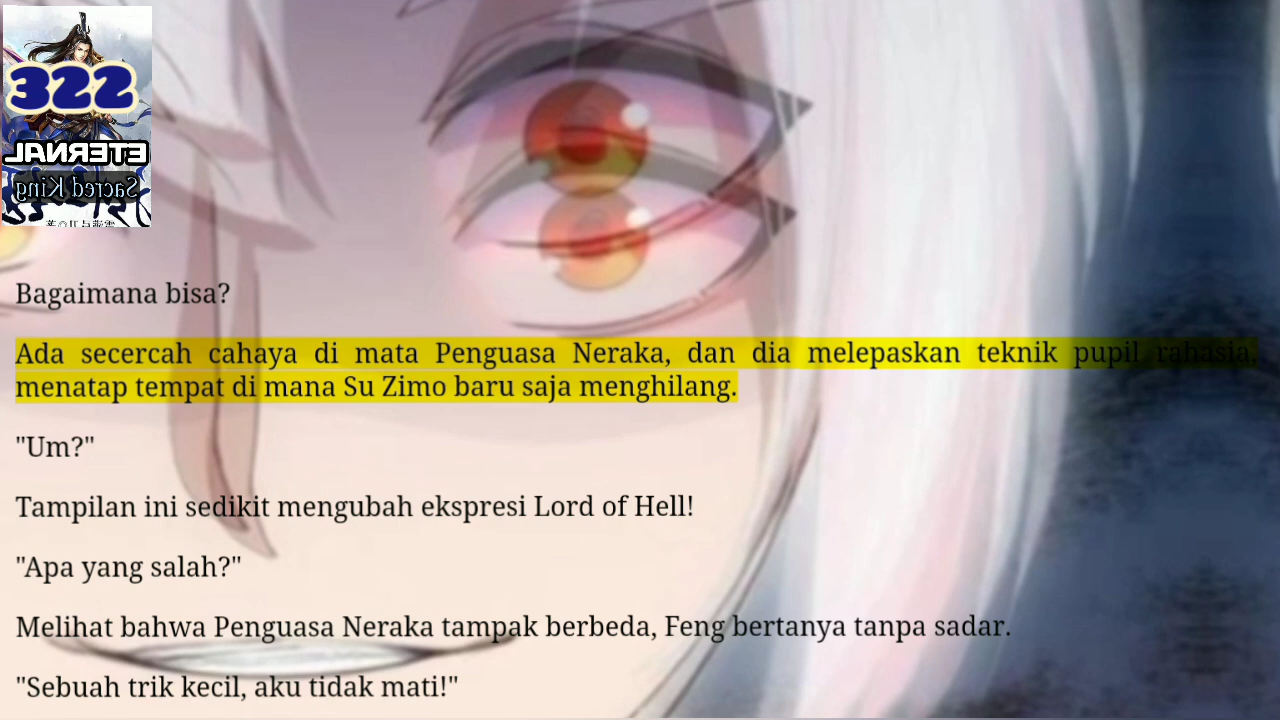 322
ETERNAL
Sacred King
Bagaimana bisa?
Ada secercah cahaya di mata Penguasa Neraka, dan dia melepaskan teknik pupil rahasia,
menatap tempat di mana Su Zimo baru saja menghilang.
"Um?"
Tampilan ini sedikit mengubah ekspresi Lord of Hell!
"Apa yang salah?"
Melihat bahwa Penguasa Neraka tampak berbeda, Feng bertanya tanpa sadar.
"Sebuah trik kecil, aku tidak mati!"